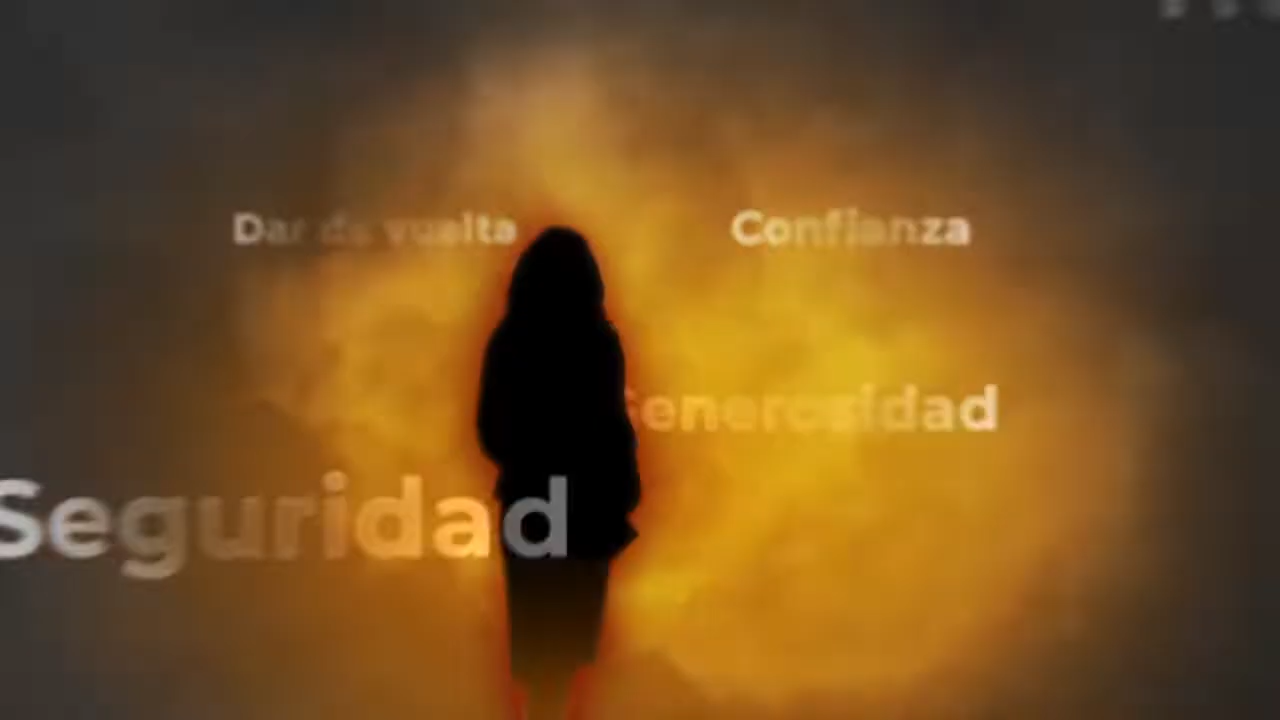 Dar de vuelta
Confianza
Generosidad
Seguridad